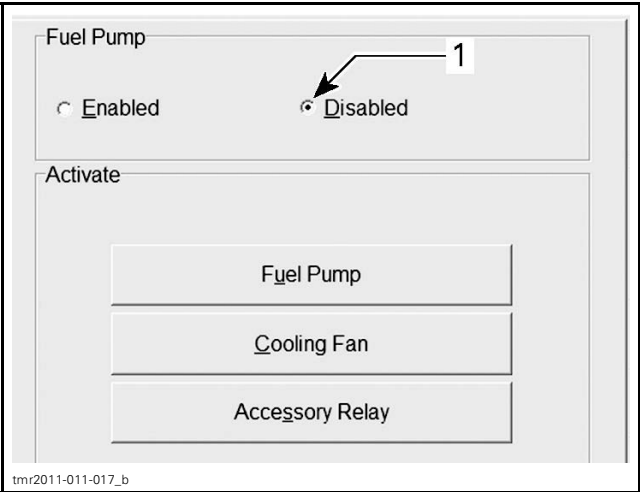 Fuel Pump
1
Enabled Disabled
Activate
Fuel Pump
Cooling Fan
Accessory Relay
tmr2011-011-017_b